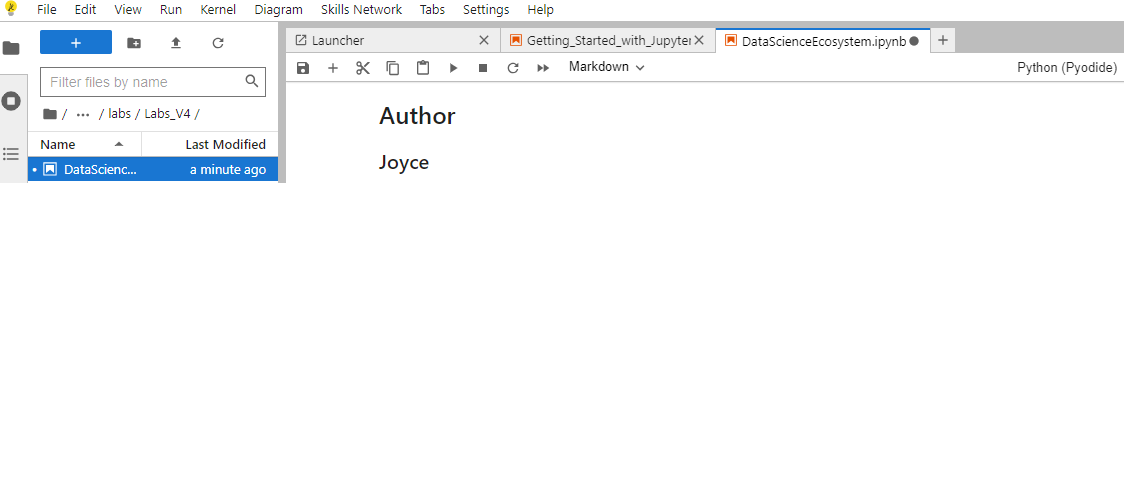 File Edit View Run Kernel Diagram Skills Network Tabs Settings Help
+
Filter files by name
/ ... / labs / Labs_V4 /
Name Last Modified
DataScienc... a minute ago
Launcher Getting_Started_with_Jupyter DataScienceEcosystem.ipynb +
Markdown Python (Pyodide)
Author
Joyce